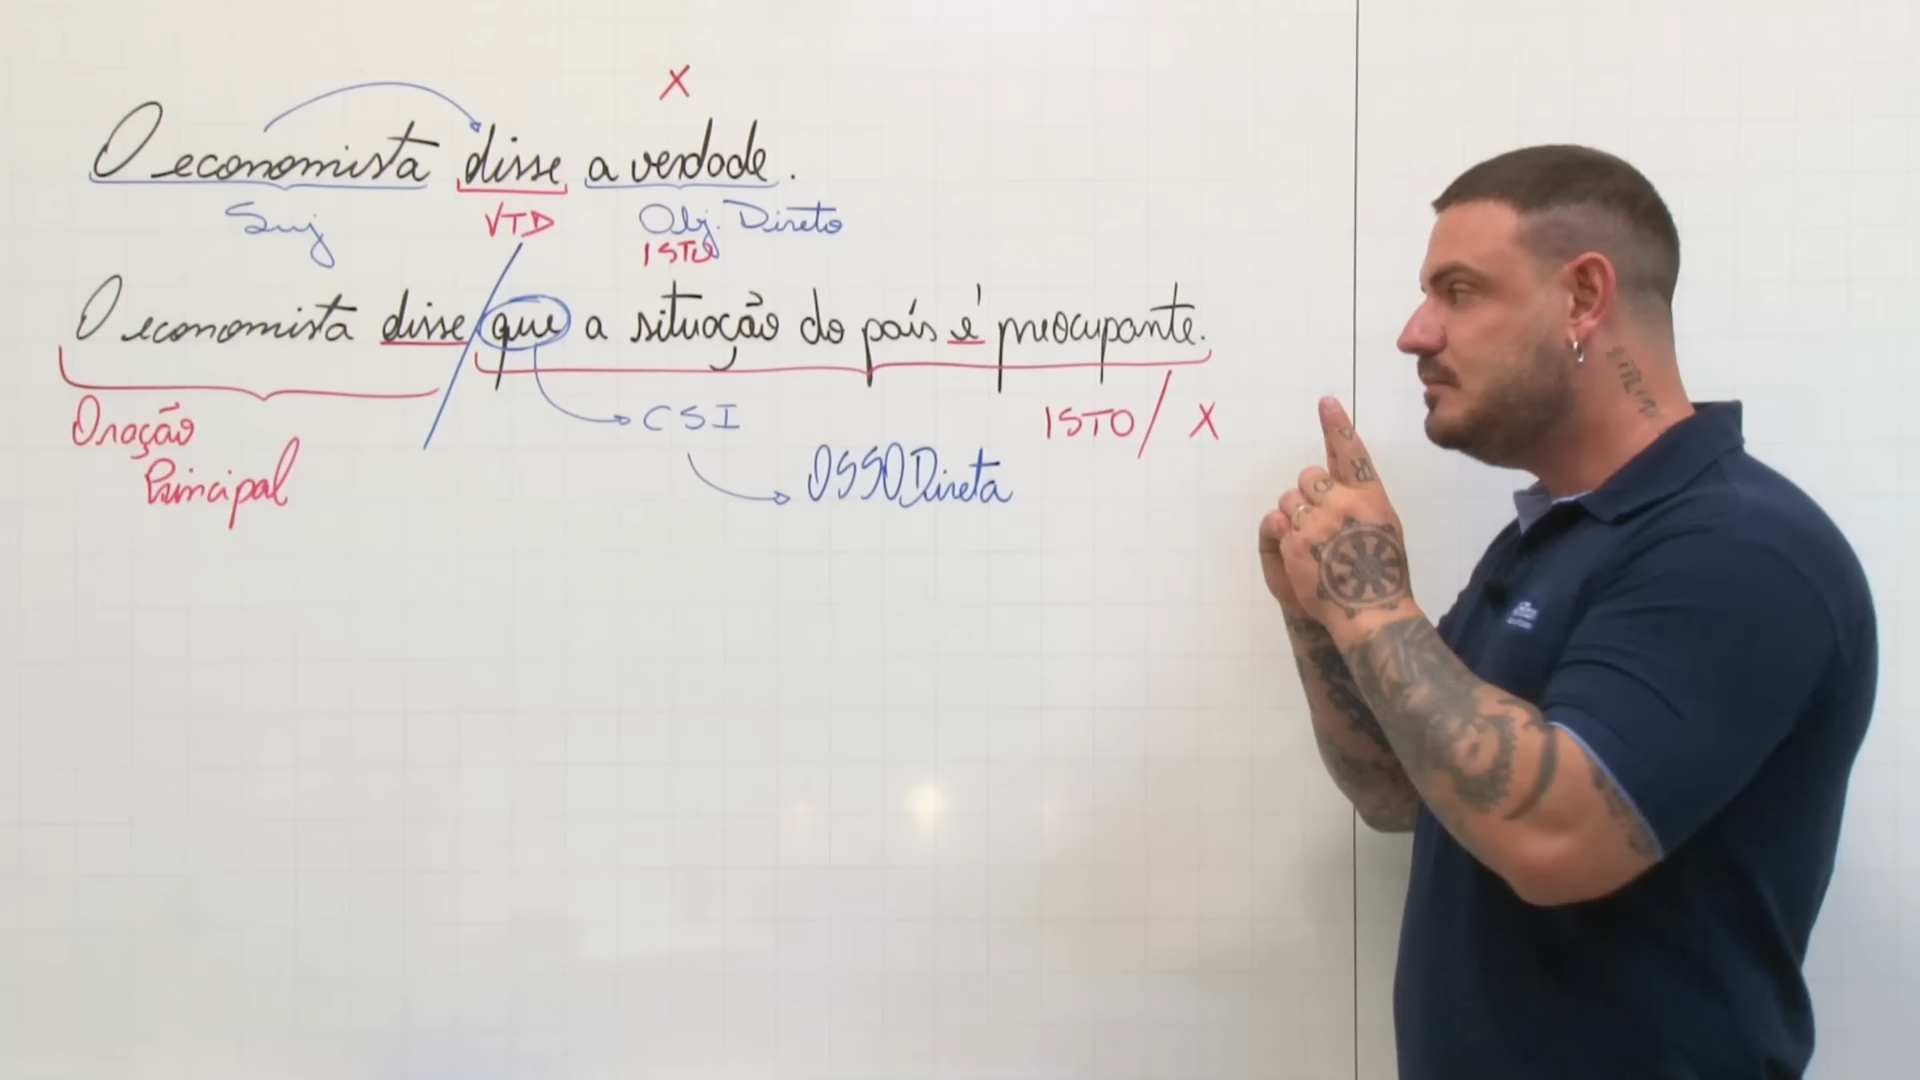 X
O economista disse a verdade.
Suj VTD Obj. Direto
ISTO
O economista disse que a situação do país é preocupante.
Oração CSI ISTO / X
Principal OSSO Direta